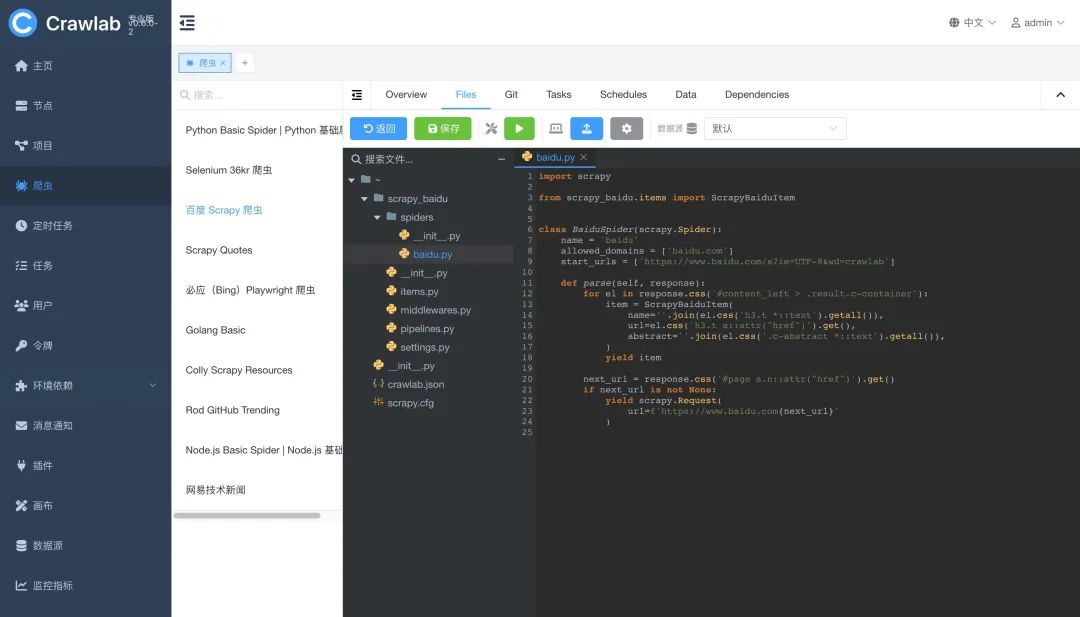 Crawlab
专业版
v0.6.0-2
中文
admin
主页
节点
项目
爬虫
定时任务
任务
用户
令牌
环境依赖
消息通知
插件
画布
数据源
监控指标
爬虫 × +
搜索...
Python Basic Spider | Python 基础
Selenium 36kr 爬虫
百度 Scrapy 爬虫
Scrapy Quotes
必应（Bing）Playwright 爬虫
Golang Basic
Colly Scrapy Resources
Rod GitHub Trending
Node.js Basic Spider | Node.js 基础
网易技术新闻
Overview Files Git Tasks Schedules Data Dependencies
返回 保存 数据源 默认
搜索文件...
~
scrapy_baidu
spiders
__init__.py
baidu.py
__init__.py
items.py
middlewares.py
pipelines.py
settings.py
__init__.py
crawlab.json
scrapy.cfg
baidu.py ×
1 import scrapy
2
3 from scrapy_baidu.items import ScrapyBaiduItem
4
5
6 class BaiduSpider(scrapy.Spider):
7     name = 'baidu'
8     allowed_domains = ['baidu.com']
9     start_urls = ['https://www.baidu.com/s?ie=UTF-8&wd=crawlab']
10
11     def parse(self, response):
12         for el in response.css('#content_left > .result.c-container'):
13             item = ScrapyBaiduItem(
14                 name=''.join(el.css('h3.t *::text').getall()),
15                 url=el.css('h3.t a::attr("href")').get(),
16                 abstract=''.join(el.css('.c-abstract *::text').getall()),
17             )
18             yield item
19
20         next_url = response.css('#page a.n::attr("href")').get()
21         if next_url is not None:
22             yield scrapy.Request(
23                 url=f'https://www.baidu.com{next_url}'
24             )
25